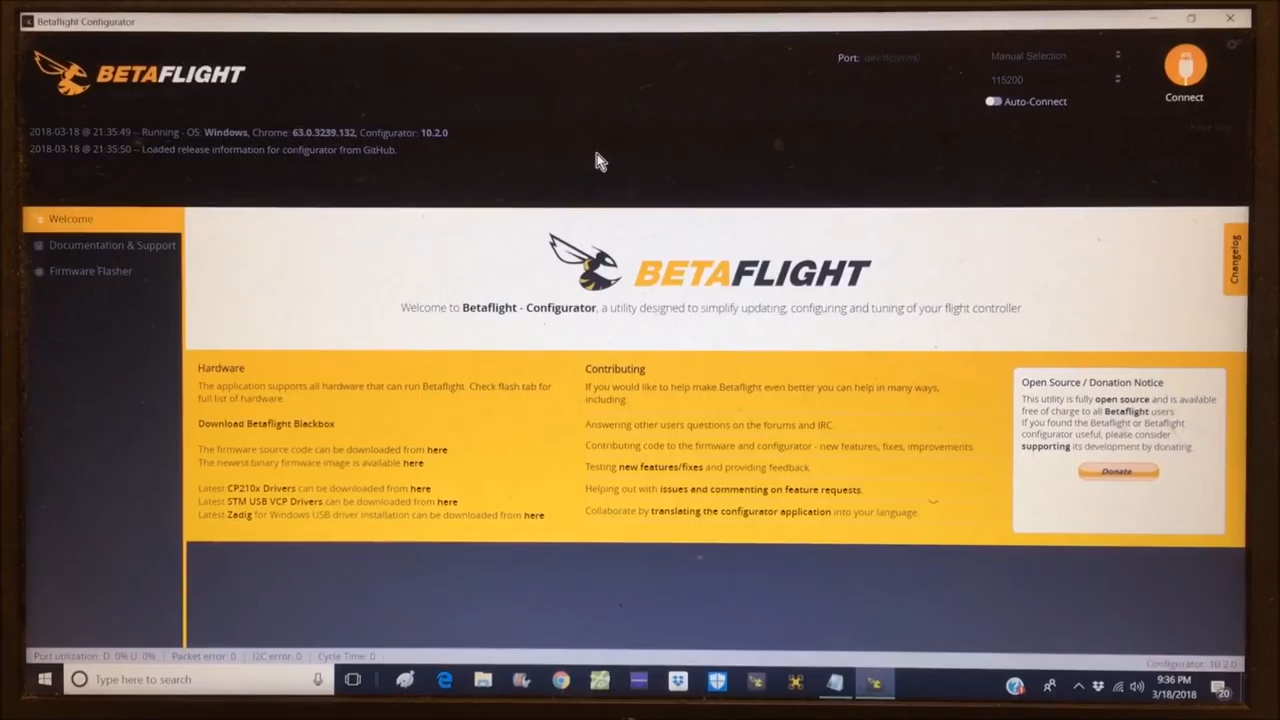 Betaflight Configurator
BETAFLIGHT
Port: dev/rfcomm0
Manual Selection
115200
Auto-Connect
Connect
2018-03-18 @ 21:35:49 -- Running - OS: Windows, Chrome: 63.0.3239.132, Configurator: 10.2.0
2018-03-18 @ 21:35:50 -- Loaded release information for configurator from GitHub.
Welcome
Documentation & Support
Firmware Flasher
BETAFLIGHT
Welcome to Betaflight - Configurator, a utility designed to simplify updating, configuring and tuning of your flight controller
Changelog
Hardware
The application supports all hardware that can run Betaflight. Check flash tab for
full list of hardware.
Download Betaflight Blackbox
The firmware source code can be downloaded from here
The newest binary firmware image is available here
Latest CP210x Drivers can be downloaded from here
Latest STM USB VCP Drivers can be downloaded from here
Latest Zadig for Windows USB driver installation can be downloaded from here
Contributing
If you would like to help make Betaflight even better you can help in many ways,
including:
Answering other users questions on the forums and IRC.
Contributing code to the firmware and configurator - new features, fixes, improvements
Testing new features/fixes and providing feedback.
Helping out with issues and commenting on feature requests.
Collaborate by translating the configurator application into your language.
Open Source / Donation Notice
This utility is fully open source and is available
free of charge to all Betaflight users.
If you found the Betaflight or Betaflight
configurator useful, please consider
supporting its development by donating.
Donate
Port utilization: D: 0% U: 0%
Packet error: 0
I2C error: 0
Cycle Time: 0
Configurator: 10.2.0
Type here to search
9:36 PM
3/18/2018
20